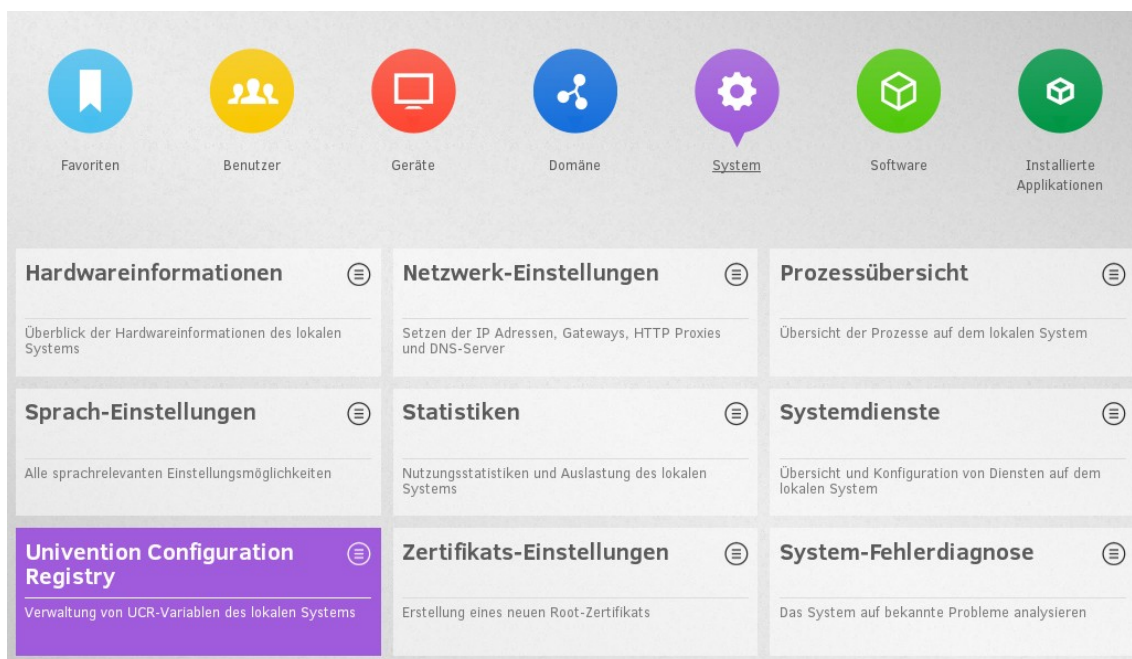 Favoriten
Benutzer
Geräte
Domäne
System
Software
Installierte
Applikationen
Hardwareinformationen
Überblick der Hardwareinformationen des lokalen
Systems
Netzwerk-Einstellungen
Setzen der IP Adressen, Gateways, HTTP Proxies
und DNS-Server
Prozessübersicht
Übersicht der Prozesse auf dem lokalen System
Sprach-Einstellungen
Alle sprachrelevanten Einstellungsmöglichkeiten
Statistiken
Nutzungsstatistiken und Auslastung des lokalen
Systems
Systemdienste
Übersicht und Konfiguration von Diensten auf dem
lokalen System
Univention Configuration
Registry
Verwaltung von UCR-Variablen des lokalen Systems
Zertifikats-Einstellungen
Erstellung eines neuen Root-Zertifikats
System-Fehlerdiagnose
Das System auf bekannte Probleme analysieren